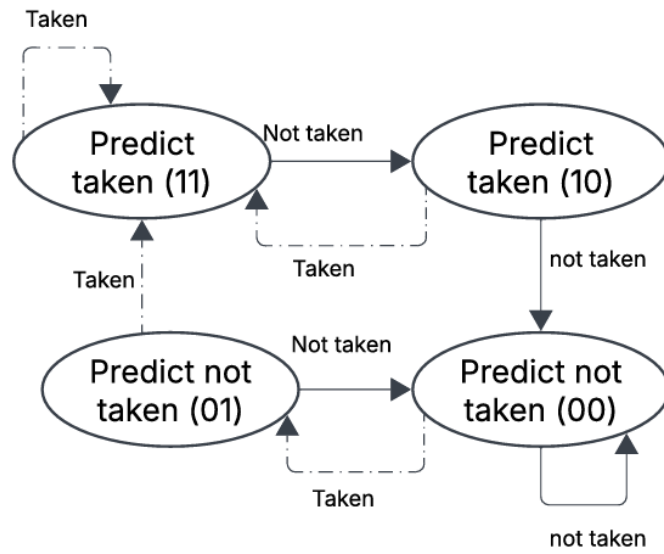 Taken
Predict
taken (11)
Not taken
Predict
taken (10)
Taken
not taken
Taken
Predict not
taken (01)
Not taken
Predict not
taken (00)
Taken
not taken